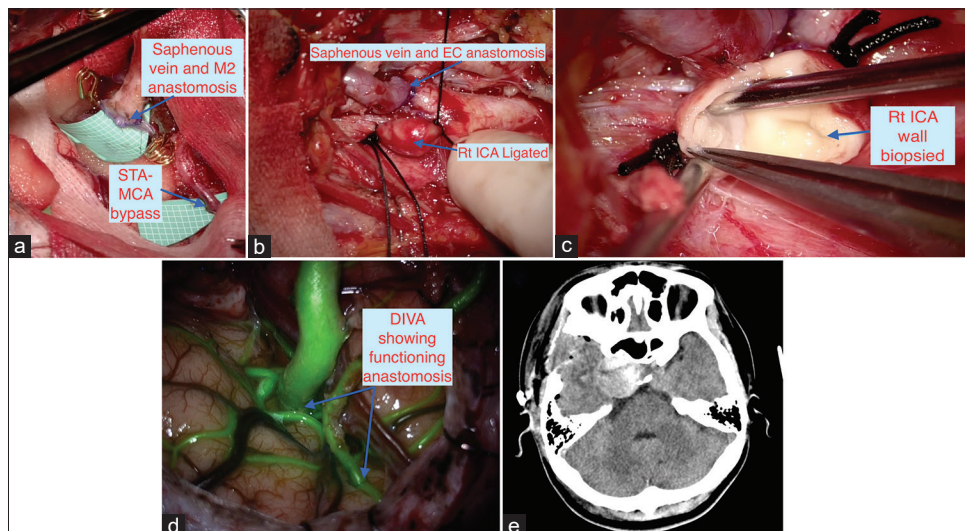 Saphenous
vein and M2
anastomosis
STA-
MCA
bypass
a
Saphenous vein and EC anastomosis
Rt ICA Ligated
b
Rt ICA
wall
biopsied
c
DIVA
showing
functioning
anastomosis
d
e